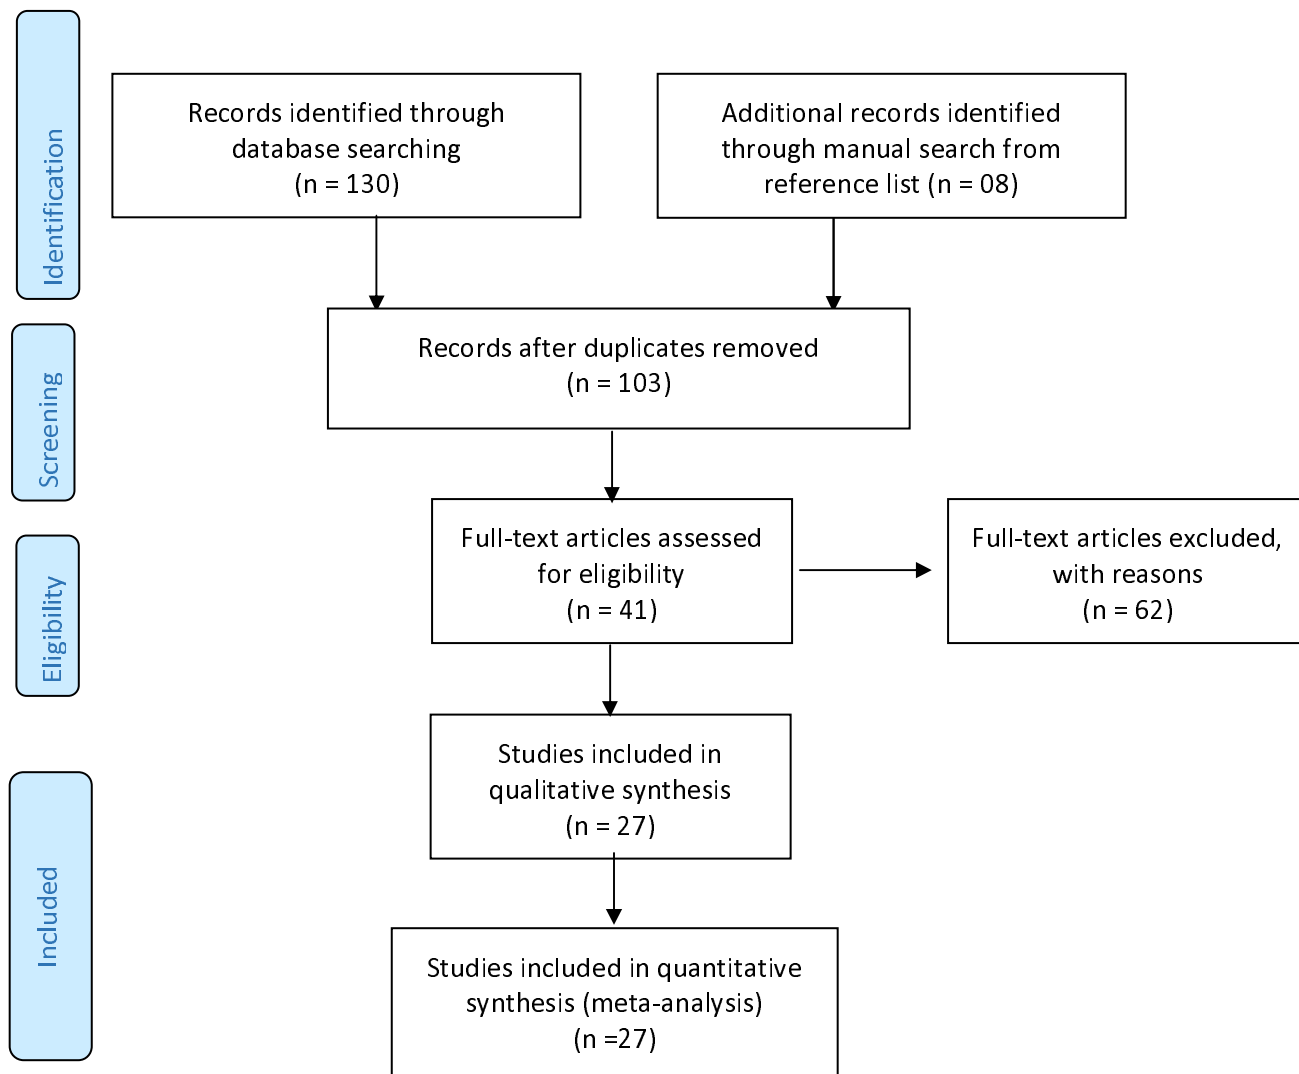 Identification
Records identified through
database searching
(n = 130)
Additional records identified
through manual search from
reference list (n = 08)
Screening
Records after duplicates removed
(n = 103)
Eligibility
Full-text articles assessed
for eligibility
(n = 41)
Full-text articles excluded,
with reasons
(n = 62)
Included
Studies included in
qualitative synthesis
(n = 27)
Studies included in quantitative
synthesis (meta-analysis)
(n =27)